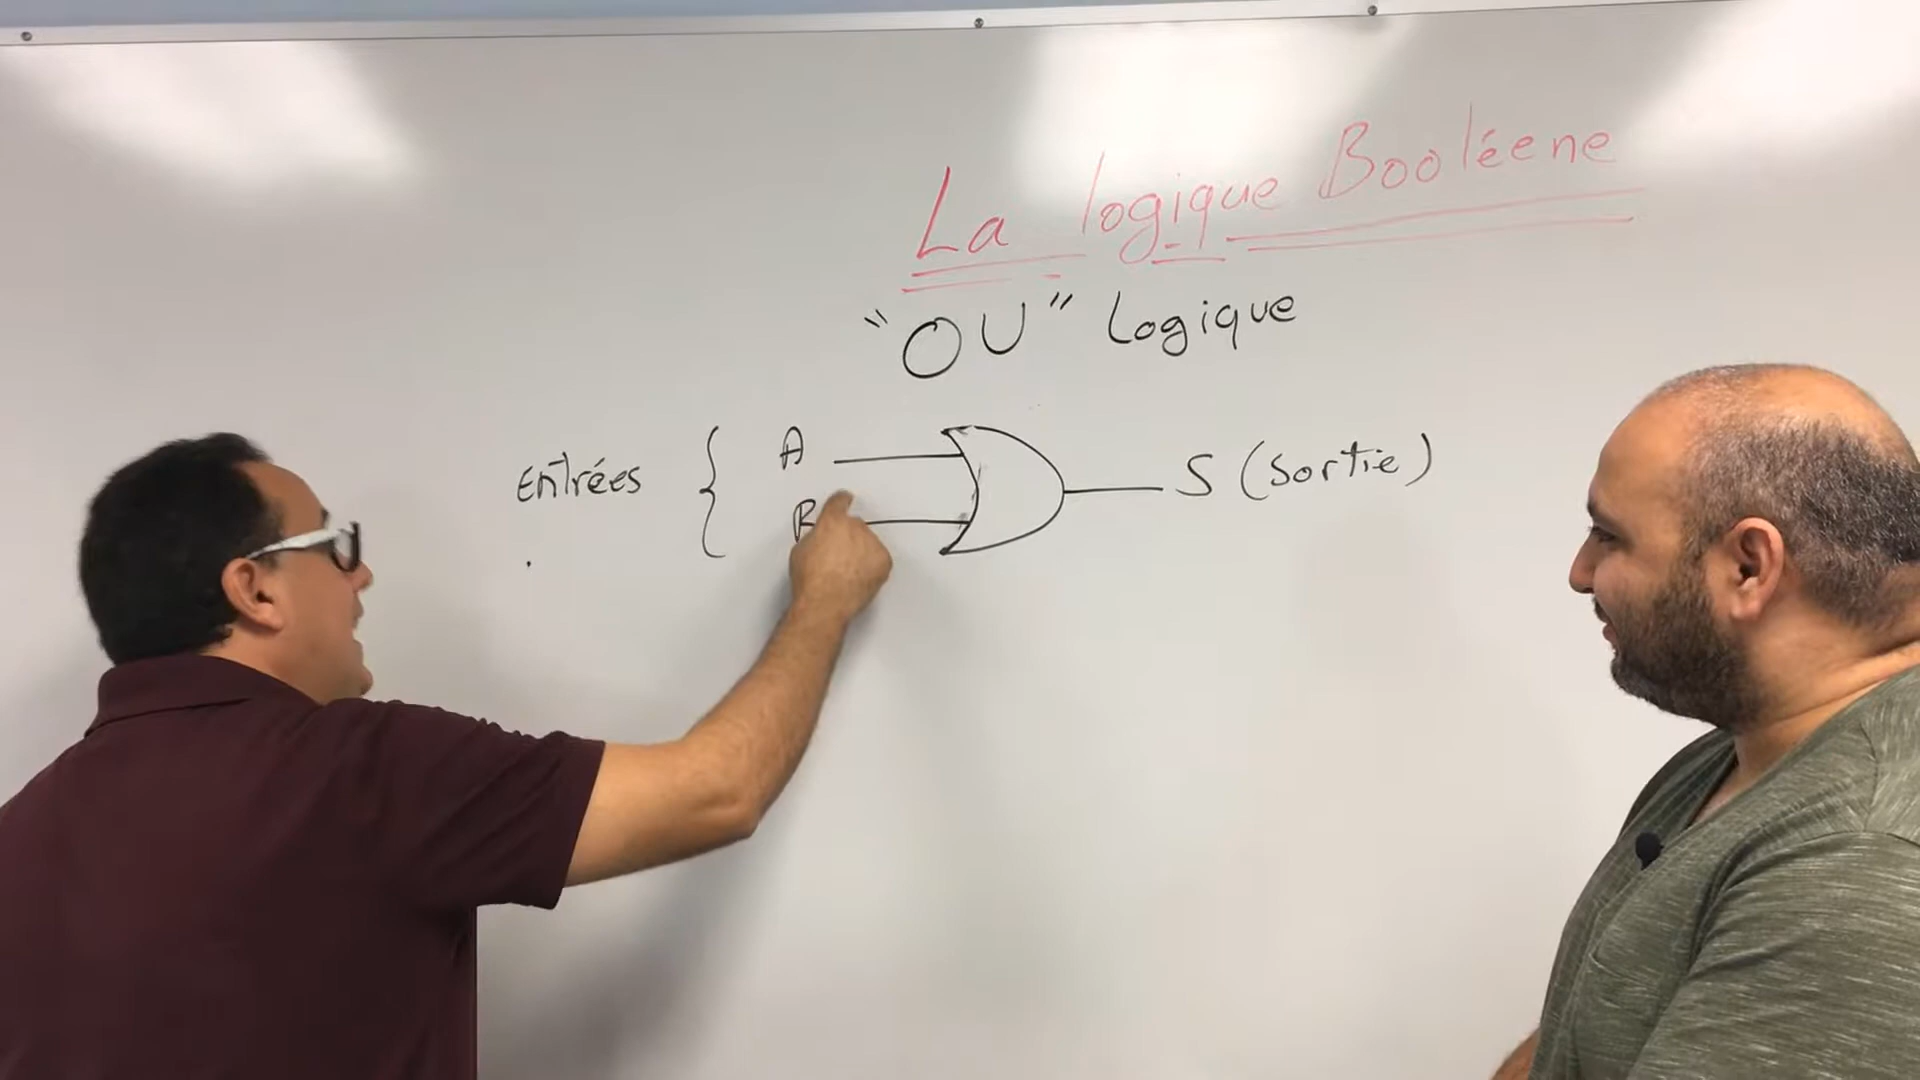 La logique Booléene
"OU" Logique
A
Entrées { S (Sortie)
B